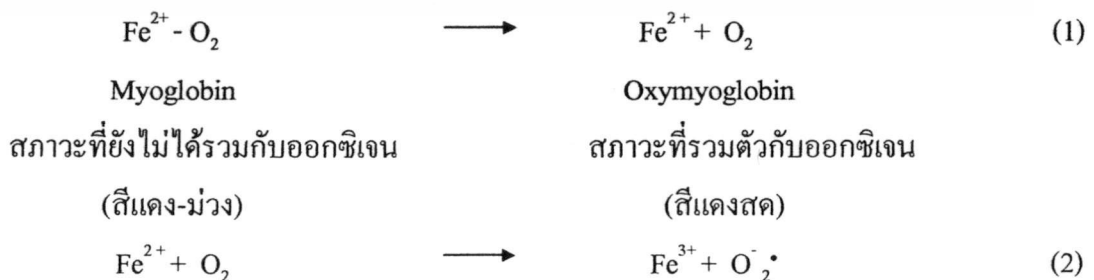 Fe²⁺ - O₂ ⟶ Fe²⁺ + O₂ (1)
Myoglobin Oxymyoglobin
สภาวะที่ยังไม่ได้รวมกับออกซิเจน สภาวะที่รวมตัวกับออกซิเจน
(สีแดง-ม่วง) (สีแดงสด)
Fe²⁺ + O₂ ⟶ Fe³⁺ + O⁻₂• (2)